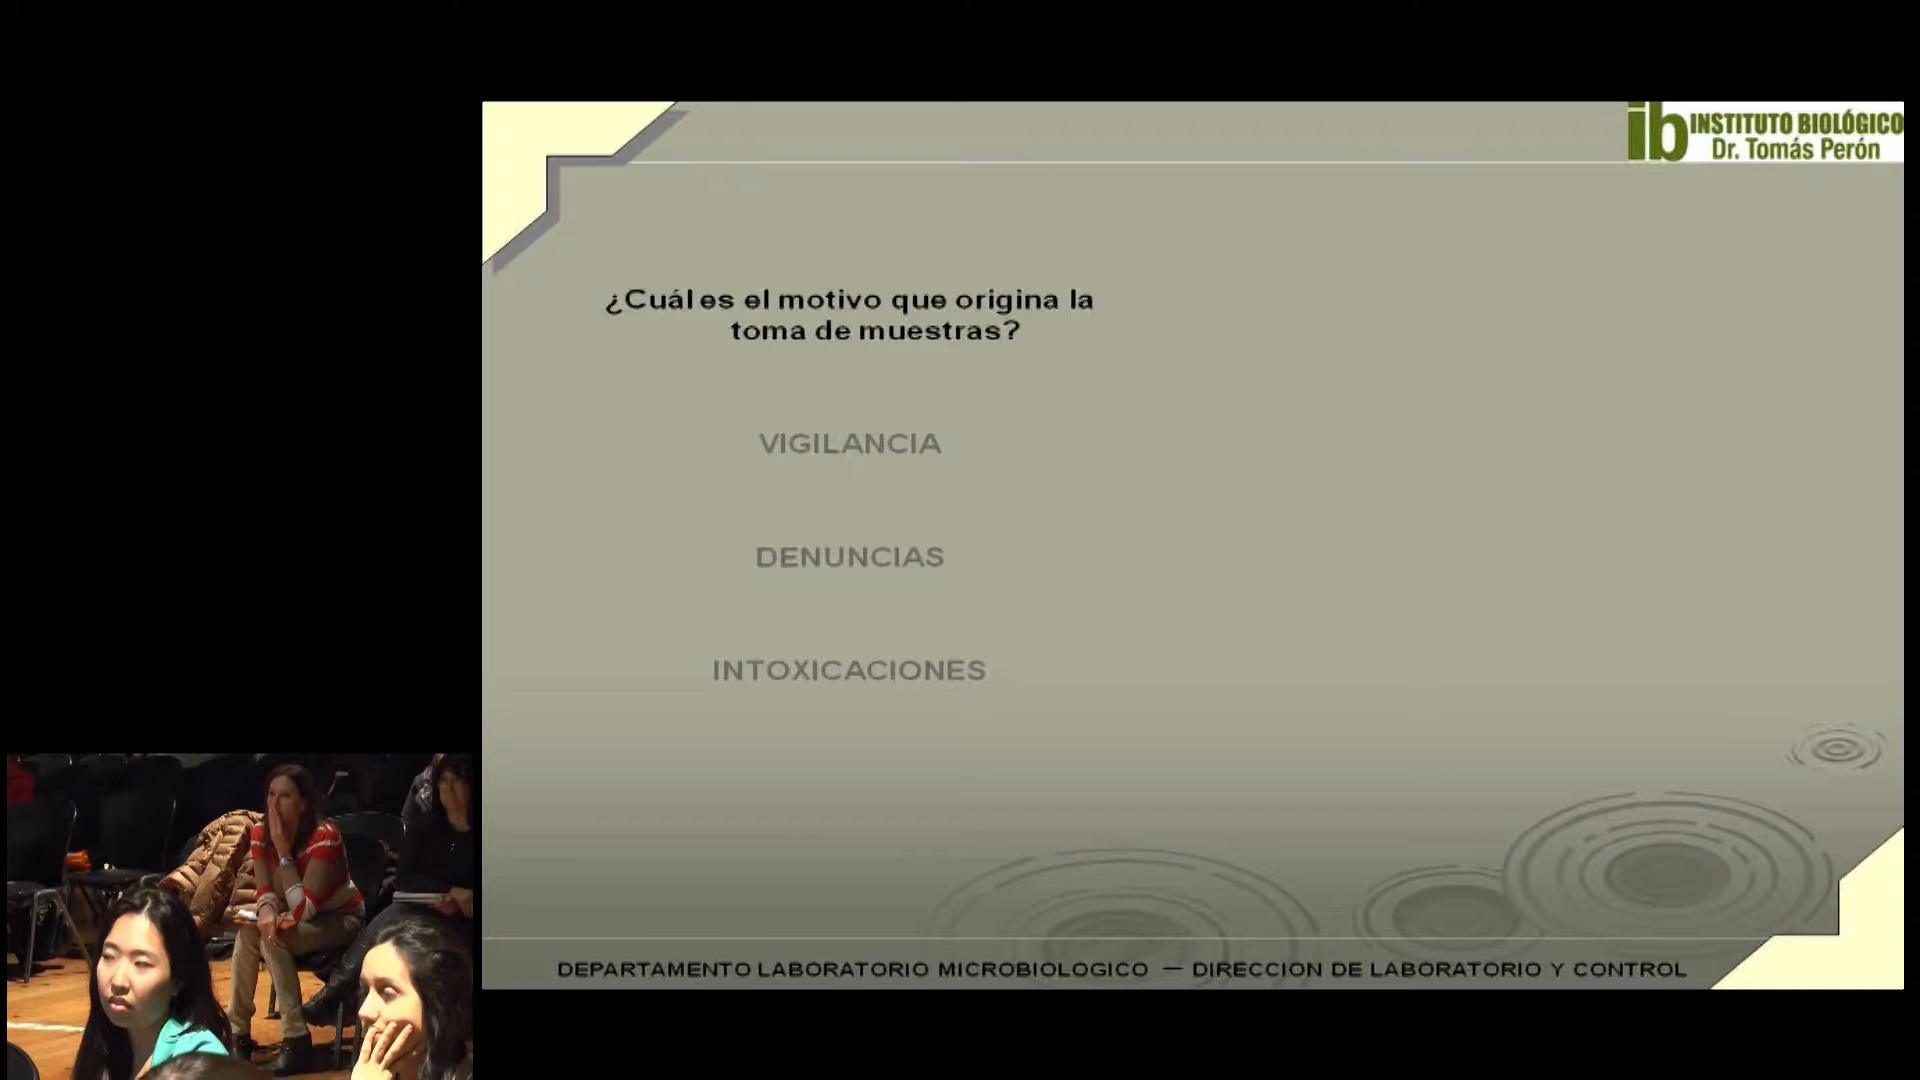 ib INSTITUTO BIOLÓGICO
Dr. Tomás Perón
¿Cuál es el motivo que origina la
toma de muestras?
VIGILANCIA
DENUNCIAS
INTOXICACIONES
DEPARTAMENTO LABORATORIO MICROBIOLOGICO — DIRECCION DE LABORATORIO Y CONTROL